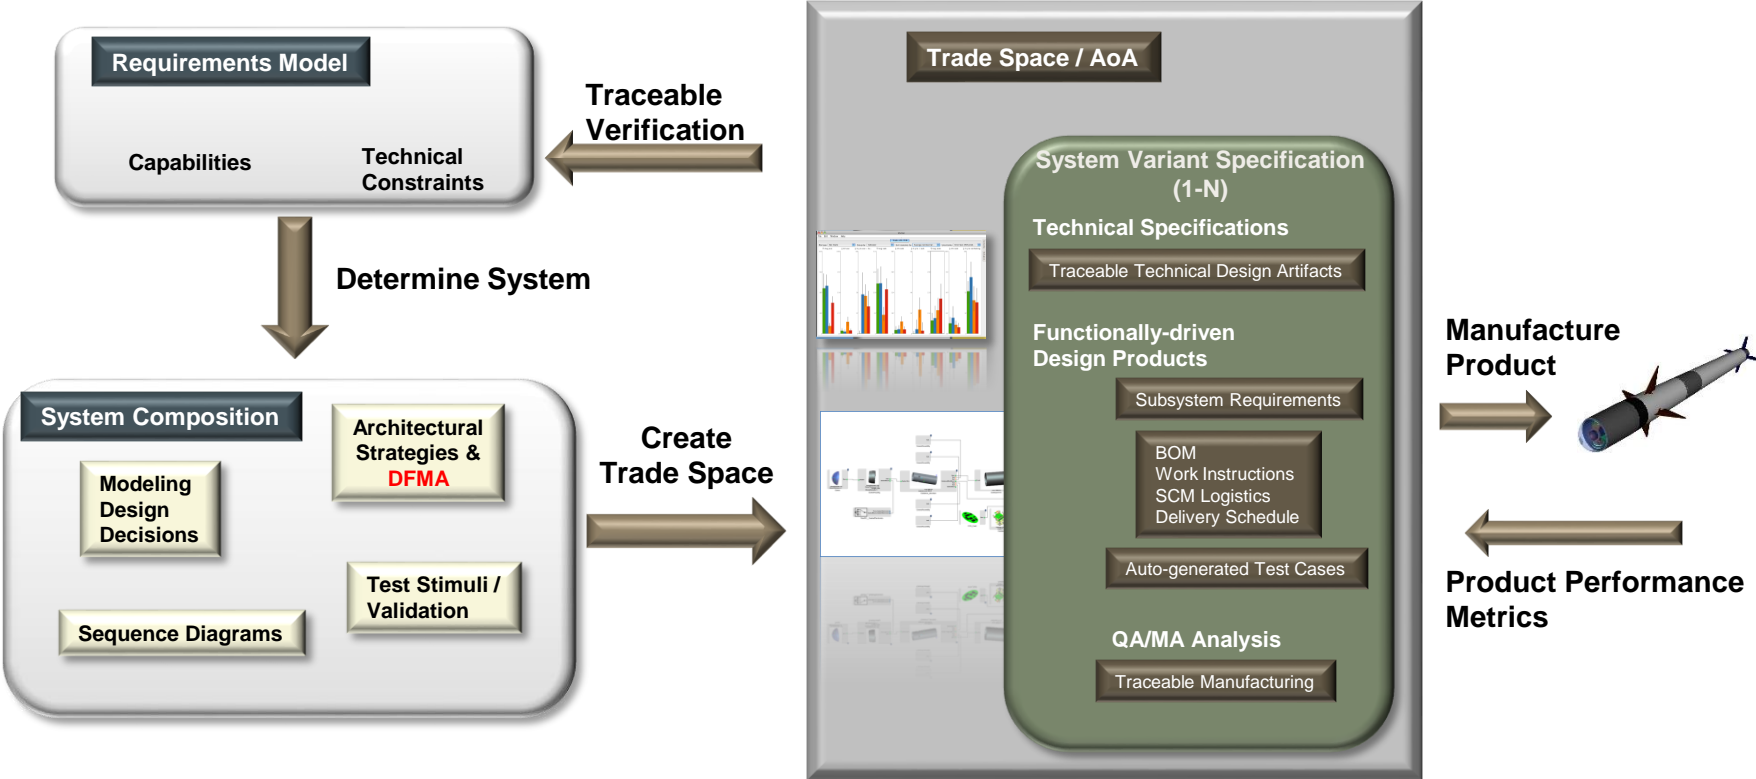 Requirements Model
Capabilities
Technical
Constraints
Traceable
Verification
Determine System
System Composition
Architectural
Strategies &
DFMA
Modeling
Design
Decisions
Test Stimuli /
Validation
Sequence Diagrams
Create
Trade Space
Trade Space / AoA
System Variant Specification
(1-N)
Technical Specifications
Traceable Technical Design Artifacts
Functionally-driven
Design Products
Subsystem Requirements
BOM
Work Instructions
SCM Logistics
Delivery Schedule
Auto-generated Test Cases
QA/MA Analysis
Traceable Manufacturing
Manufacture
Product
Product Performance
Metrics